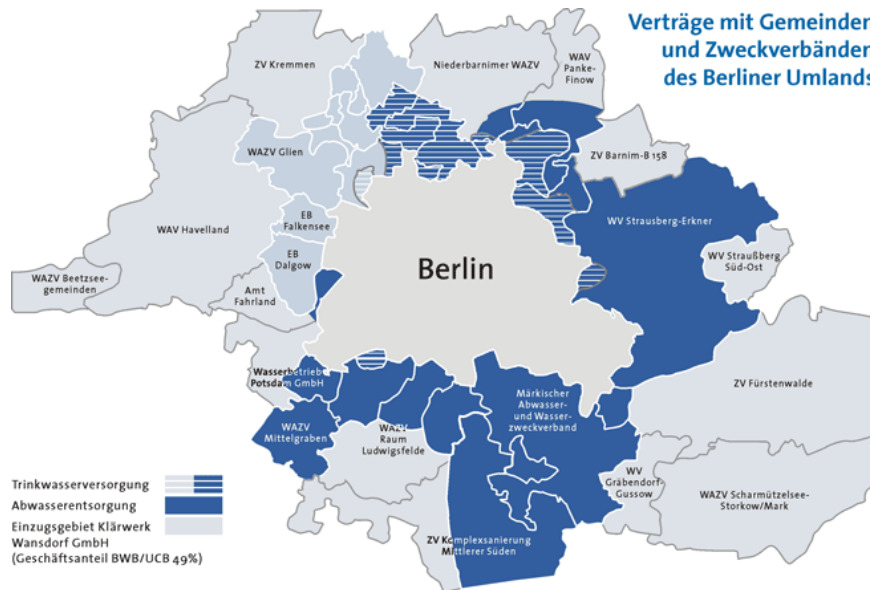 Verträge mit Gemeinden
und Zweckverbänden
des Berliner Umlands
ZV Kremmen
Niederbarnimer WAZV
WAV
Panke-
Finow
WAZV Glien
ZV Barnim-B 158
WAV Havelland
EB
Falkensee
WV Strausberg-Erkner
EB
Dalgow
WV Straußberg
Süd-Ost
Berlin
WAZV Beetzsee-
gemeinden
Amt
Fahrland
Wasserbetrieb
Potsdam GmbH
ZV Fürstenwalde
Märkischer
Abwasser-
und Wasser-
zweckverband
WAZV
Mittelgraben
WAZV
Raum
Ludwigsfelde
WV
Gräbendorf-
Gussow
WAZV Scharmützelsee-
Storkow/Mark
ZV Komplexsanierung
Mittlerer Süden
Trinkwasserversorgung
Abwasserentsorgung
Einzugsgebiet Klärwerk
Wansdorf GmbH
(Geschäftsanteil BWB/UCB 49%)